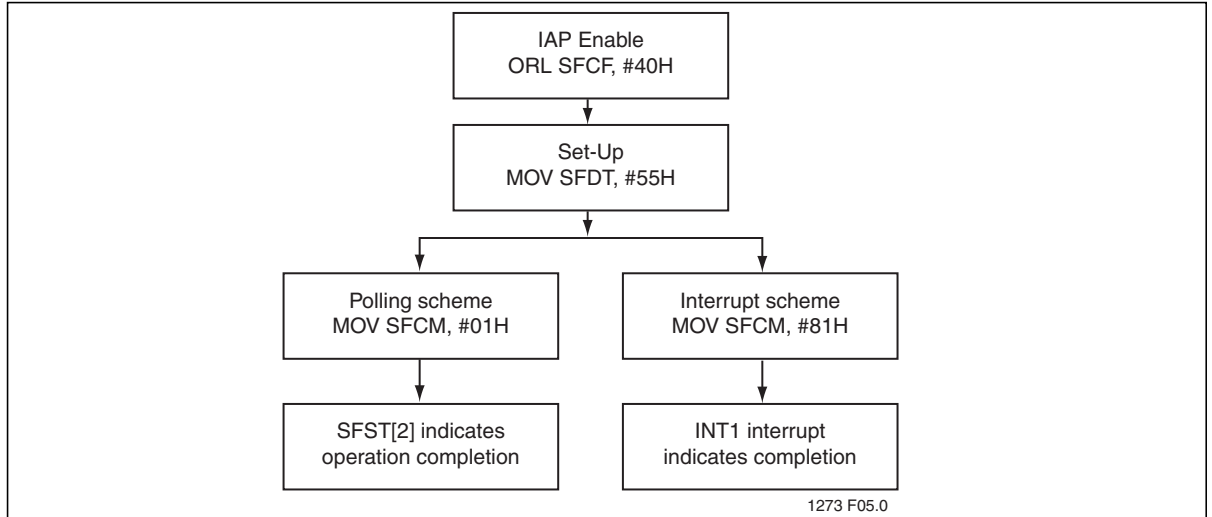 IAP Enable
ORL SFCF, #40H
Set-Up
MOV SFDT, #55H
Polling scheme
MOV SFCM, #01H
Interrupt scheme
MOV SFCM, #81H
SFST[2] indicates
operation completion
INT1 interrupt
indicates completion
1273 F05.0